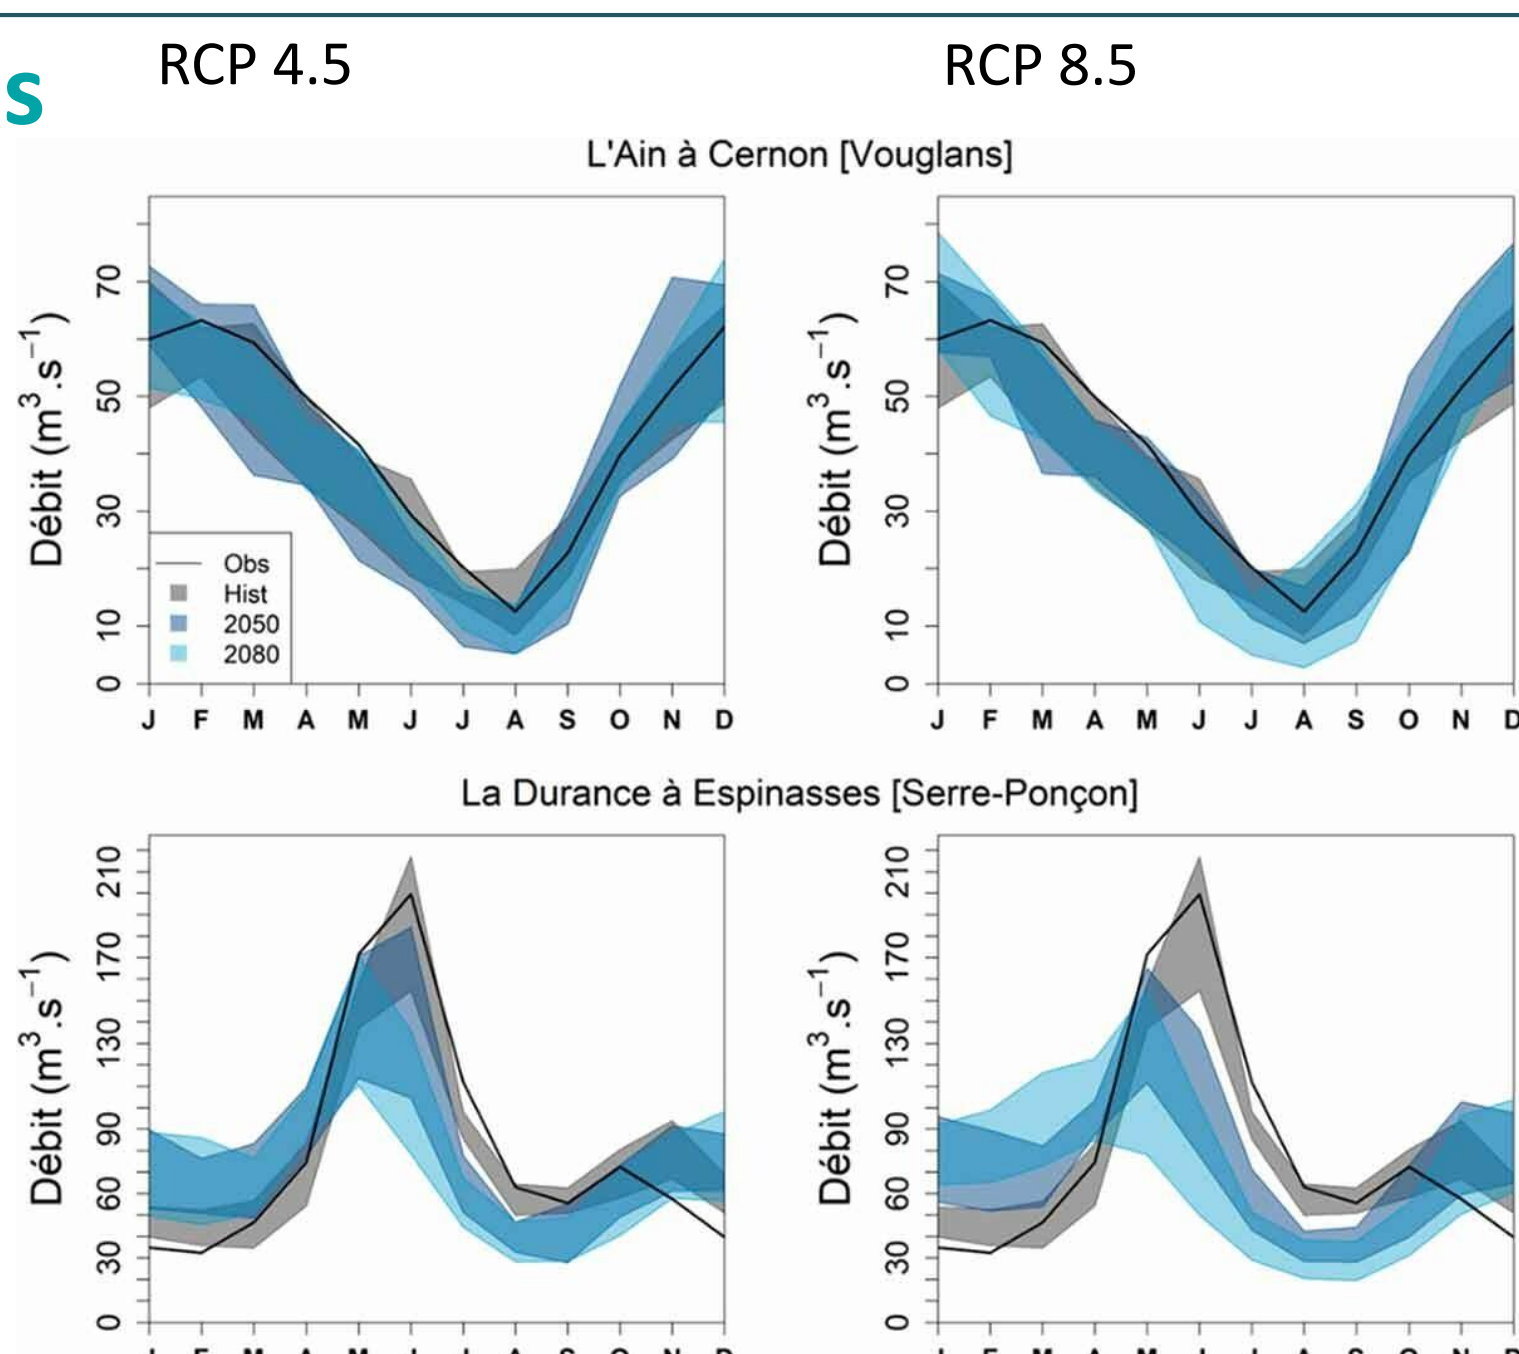 RCP 4.5 RCP 8.5
s
L'Ain à Cernon [Vouglans]
Débit (m³.s⁻¹)
70
50
30
10
0
Obs
Hist
2050
2080
J F M A M J J A S O N D
Débit (m³.s⁻¹)
70
50
30
10
0
J F M A M J J A S O N D
La Durance à Espinasses [Serre-Ponçon]
Débit (m³.s⁻¹)
210
170
130
90
60
30
0
Débit (m³.s⁻¹)
210
170
130
90
60
30
0